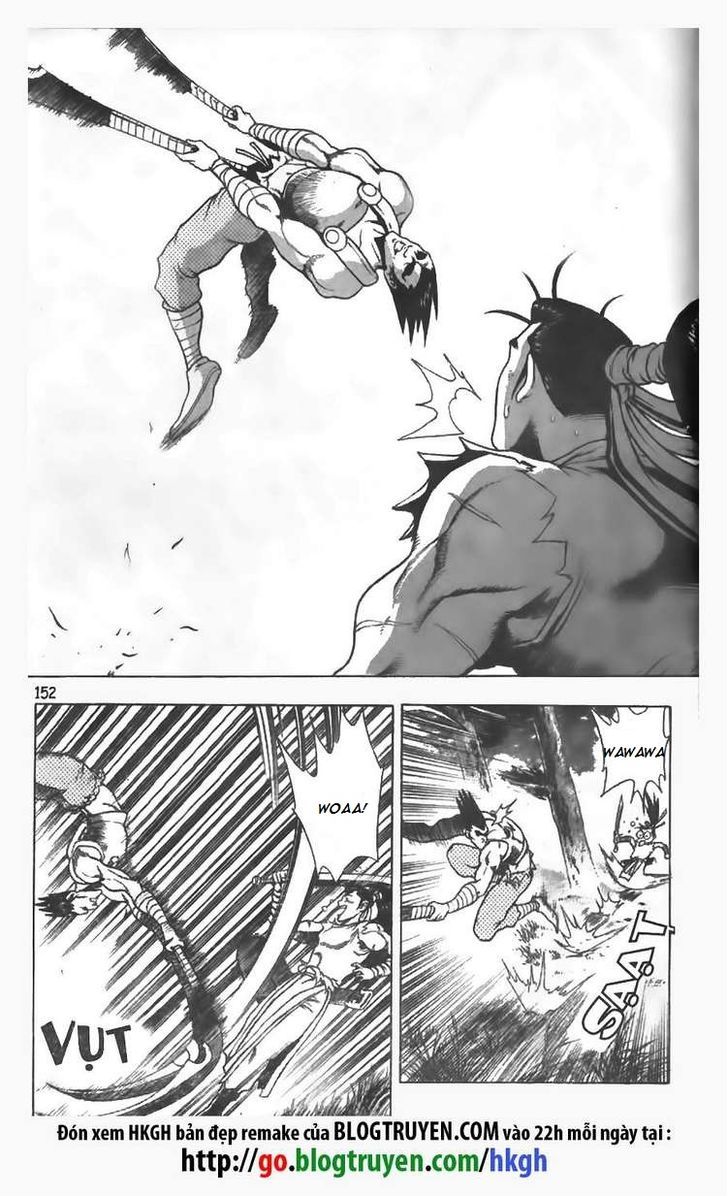 152
WOAA!
WAWAWA
VỤT
SẠẠT
Đón xem HKGH bản đẹp remake của BLOGTRUYEN.COM vào 22h mỗi ngày tại :
http://go.blogtruyen.com/hkgh